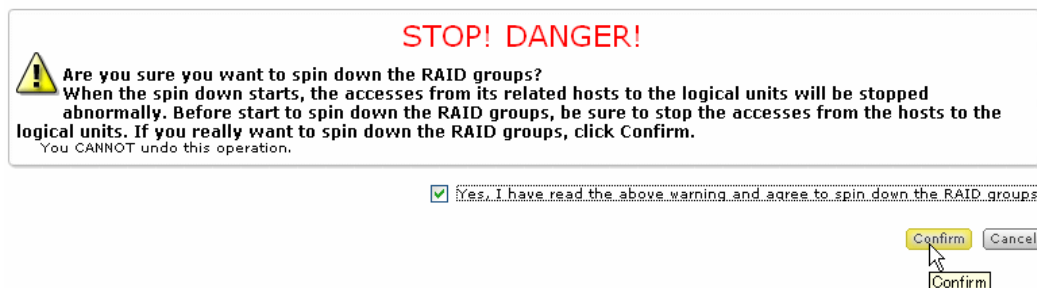 STOP! DANGER!
Are you sure you want to spin down the RAID groups?
When the spin down starts, the accesses from its related hosts to the logical units will be stopped
abnormally. Before start to spin down the RAID groups, be sure to stop the accesses from the hosts to the
logical units. If you really want to spin down the RAID groups, click Confirm.
You CANNOT undo this operation.
Yes, I have read the above warning and agree to spin down the RAID groups
Confirm Cancel
Confirm